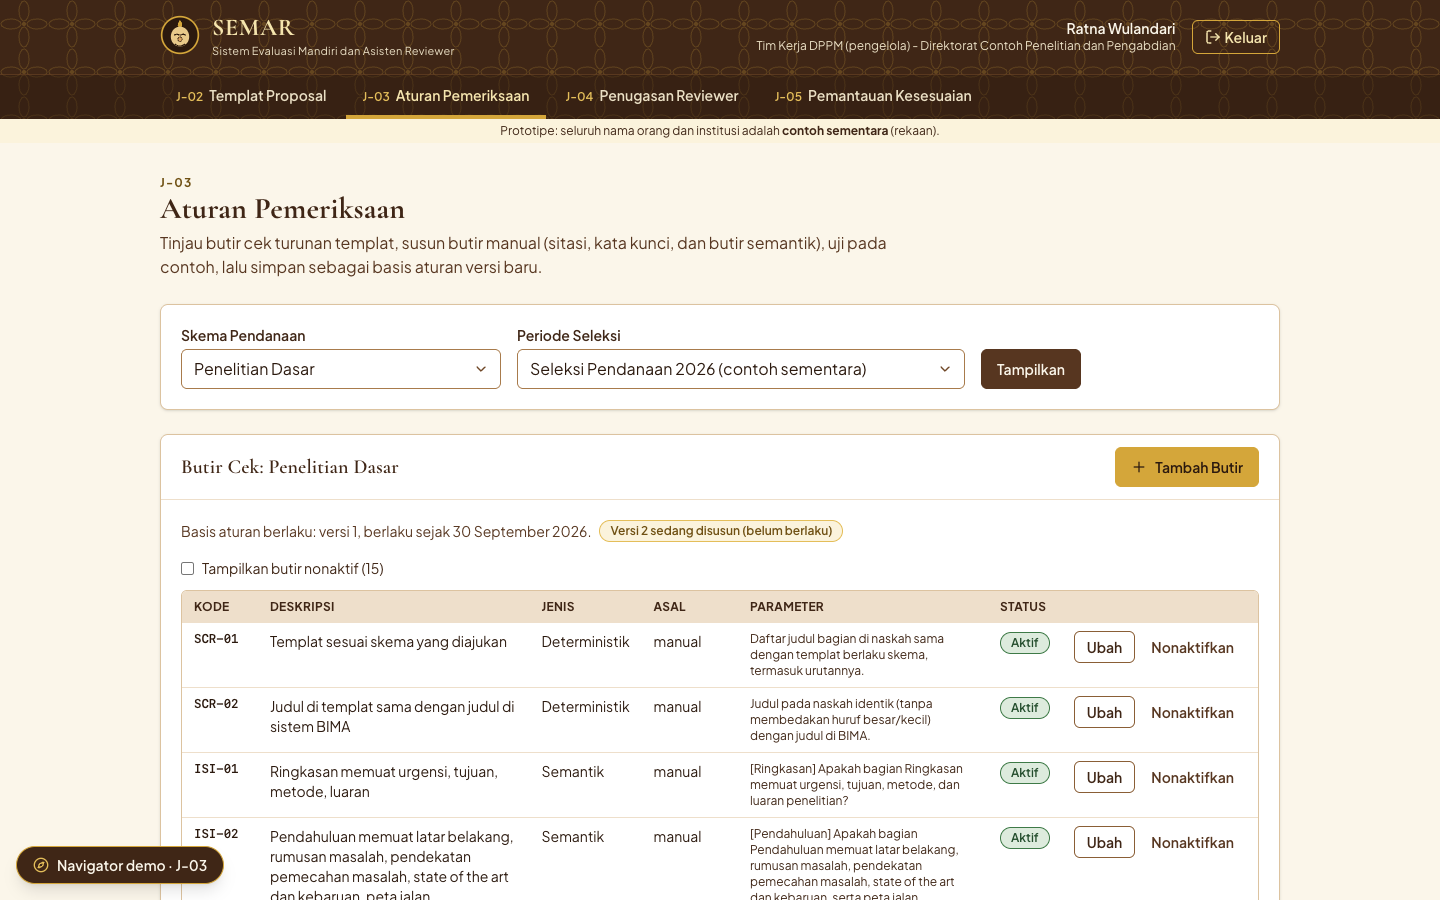 SEMAR
Sistem Evaluasi Mandiri dan Asisten Reviewer
Ratna Wulandari
Tim Kerja DPPM (pengelola) - Direktorat Contoh Penelitian dan Pengabdian
Keluar
J-02 Templat Proposal
J-03 Aturan Pemeriksaan
J-04 Penugasan Reviewer
J-05 Pemantauan Kesesuaian
Prototipe: seluruh nama orang dan institusi adalah contoh sementara (rekaan).
J-03
Aturan Pemeriksaan
Tinjau butir cek turunan templat, susun butir manual (sitasi, kata kunci, dan butir semantik), uji pada
contoh, lalu simpan sebagai basis aturan versi baru.
Skema Pendanaan
Penelitian Dasar
Periode Seleksi
Seleksi Pendanaan 2026 (contoh sementara)
Tampilkan
Butir Cek: Penelitian Dasar
Tambah Butir
Basis aturan berlaku: versi 1, berlaku sejak 30 September 2026.
Versi 2 sedang disusun (belum berlaku)
Tampilkan butir nonaktif (15)
KODE DESKRIPSI JENIS ASAL PARAMETER STATUS
SCR-01
Templat sesuai skema yang diajukan
Deterministik
manual
Daftar judul bagian di naskah sama
dengan templat berlaku skema,
termasuk urutannya.
Aktif
Ubah
Nonaktifkan
SCR-02
Judul di templat sama dengan judul di
sistem BIMA
Deterministik
manual
Judul pada naskah identik (tanpa
membedakan huruf besar/kecil)
dengan judul di BIMA.
Aktif
Ubah
Nonaktifkan
ISI-01
Ringkasan memuat urgensi, tujuan,
metode, luaran
Semantik
manual
[Ringkasan] Apakah bagian Ringkasan
memuat urgensi, tujuan, metode, dan
luaran penelitian?
Aktif
Ubah
Nonaktifkan
ISI-02
Pendahuluan memuat latar belakang,
rumusan masalah, pendekatan
pemecahan masalah, state of the art
dan kebaruan, peta jalan
Semantik
manual
[Pendahuluan] Apakah bagian
Pendahuluan memuat latar belakang,
rumusan masalah, pendekatan
pemecahan masalah, state of the art
dan kebaruan, serta peta jalan
Aktif
Ubah
Nonaktifkan
Navigator demo · J-03